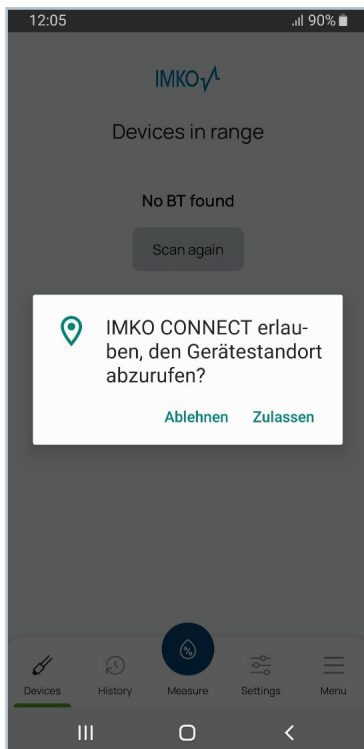 12:05
90%
IMKO
Devices in range
No BT found
Scan again
IMKO CONNECT erlau-
ben, den Gerätestandort
abzurufen?
Ablehnen Zulassen
%
Devices History Measure Settings Menu